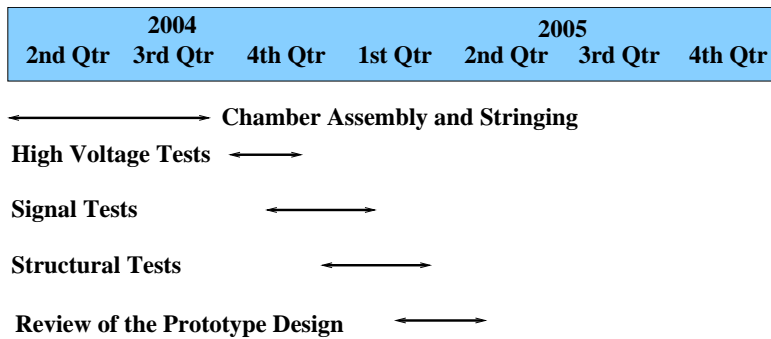 2004 2005
2nd Qtr 3rd Qtr 4th Qtr 1st Qtr 2nd Qtr 3rd Qtr 4th Qtr
Chamber Assembly and Stringing
High Voltage Tests
Signal Tests
Structural Tests
Review of the Prototype Design